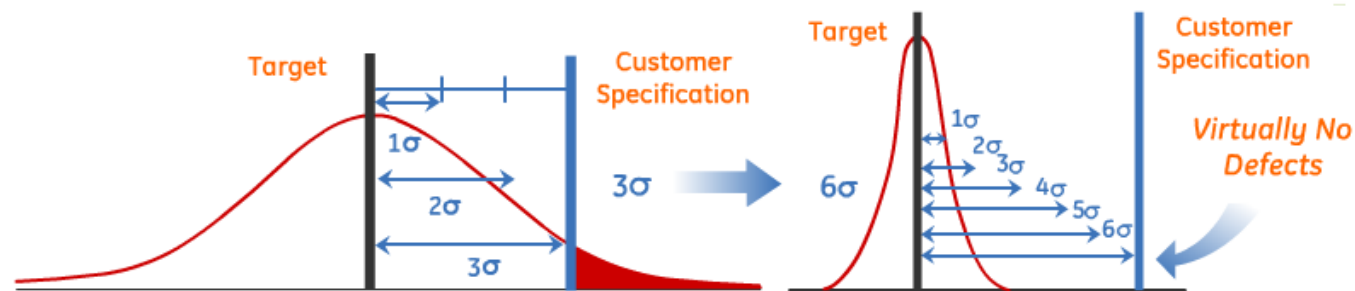 Target
Customer
Specification
1σ
2σ
3σ
3σ
6σ
Target
Customer
Specification
1σ
2σ
3σ
4σ
5σ
6σ
Virtually No
Defects